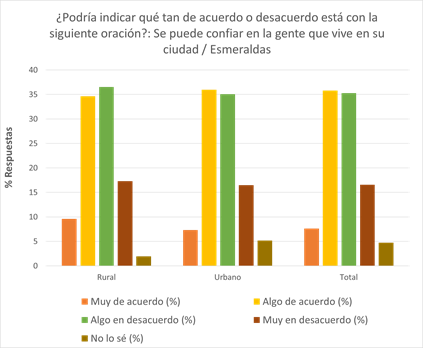 ¿Podría indicar qué tan de acuerdo o desacuerdo está con la
siguiente oración?: Se puede confiar en la gente que vive en su
ciudad / Esmeraldas
% Respuestas
40
35
30
25
20
15
10
5
0
Rural
Urbano
Total
Muy de acuerdo (%)
Algo de acuerdo (%)
Algo en desacuerdo (%)
Muy en desacuerdo (%)
No lo sé (%)